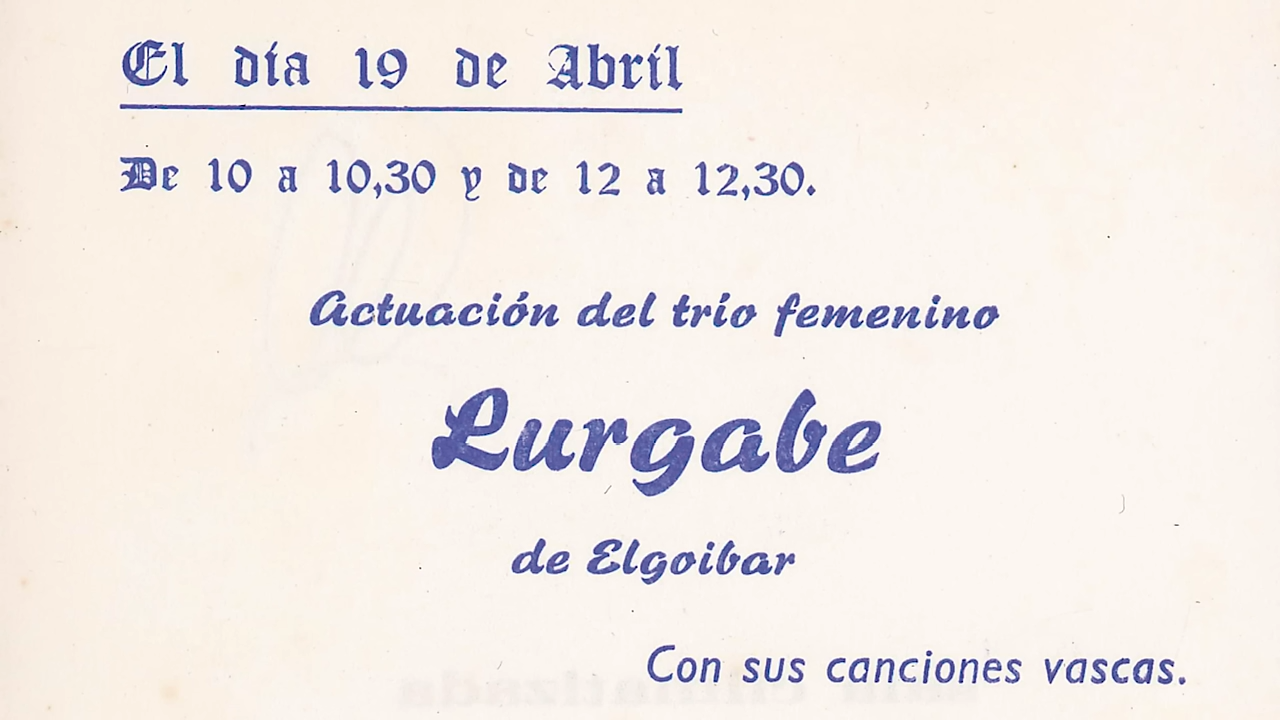 El día 19 de Abril
De 10 a 10,30 y de 12 a 12,30.
Actuación del trío femenino
Lurgabe
de Elgoibar
Con sus canciones vascas.